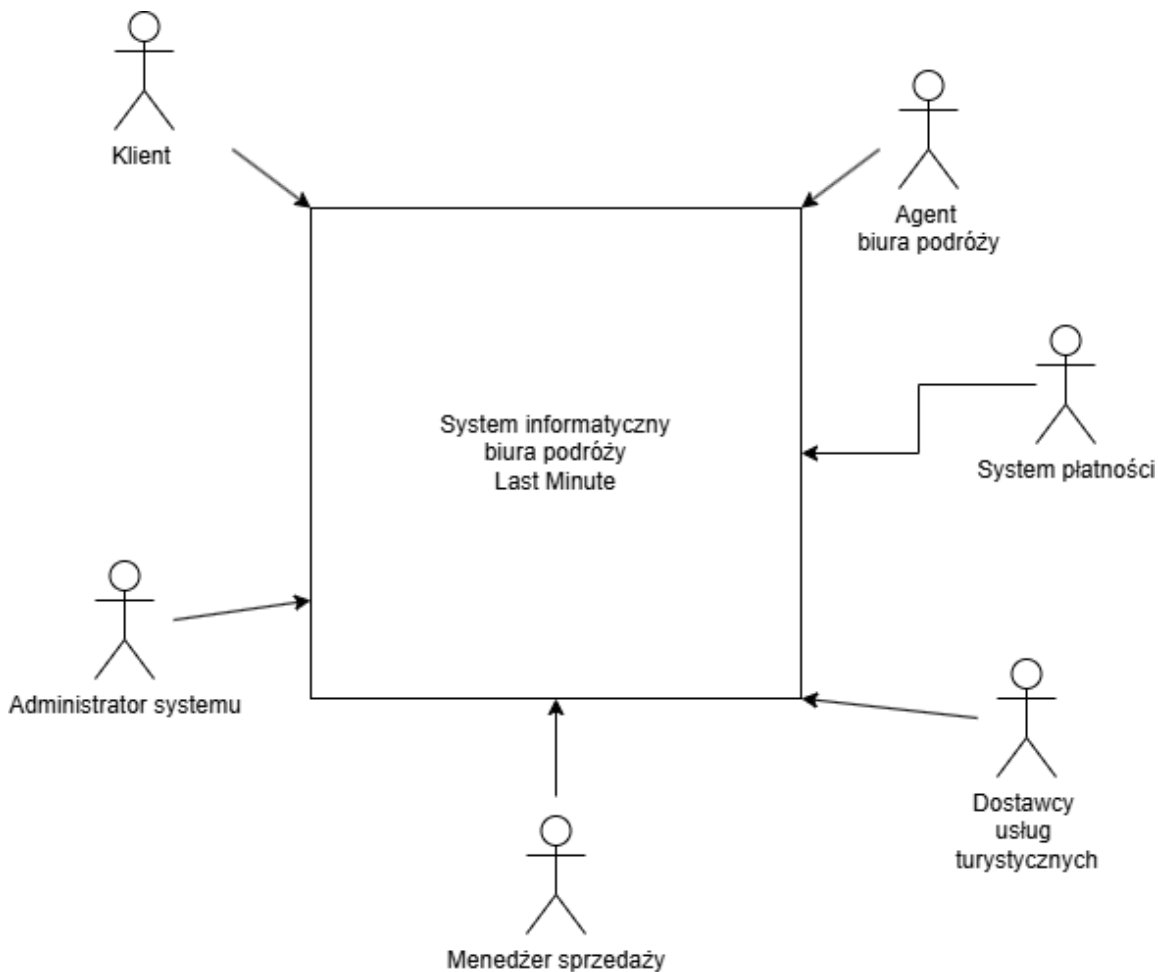 Klient
Agent
biura podróży
System informatyczny
biura podróży
Last Minute
System płatności
Administrator systemu
Dostawcy
usług
turystycznych
Menedżer sprzedaży